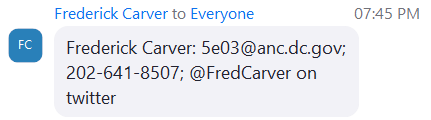 Frederick Carver to Everyone 07:45 PM
FC
Frederick Carver: 5e03@anc.dc.gov;
202-641-8507; @FredCarver on
twitter